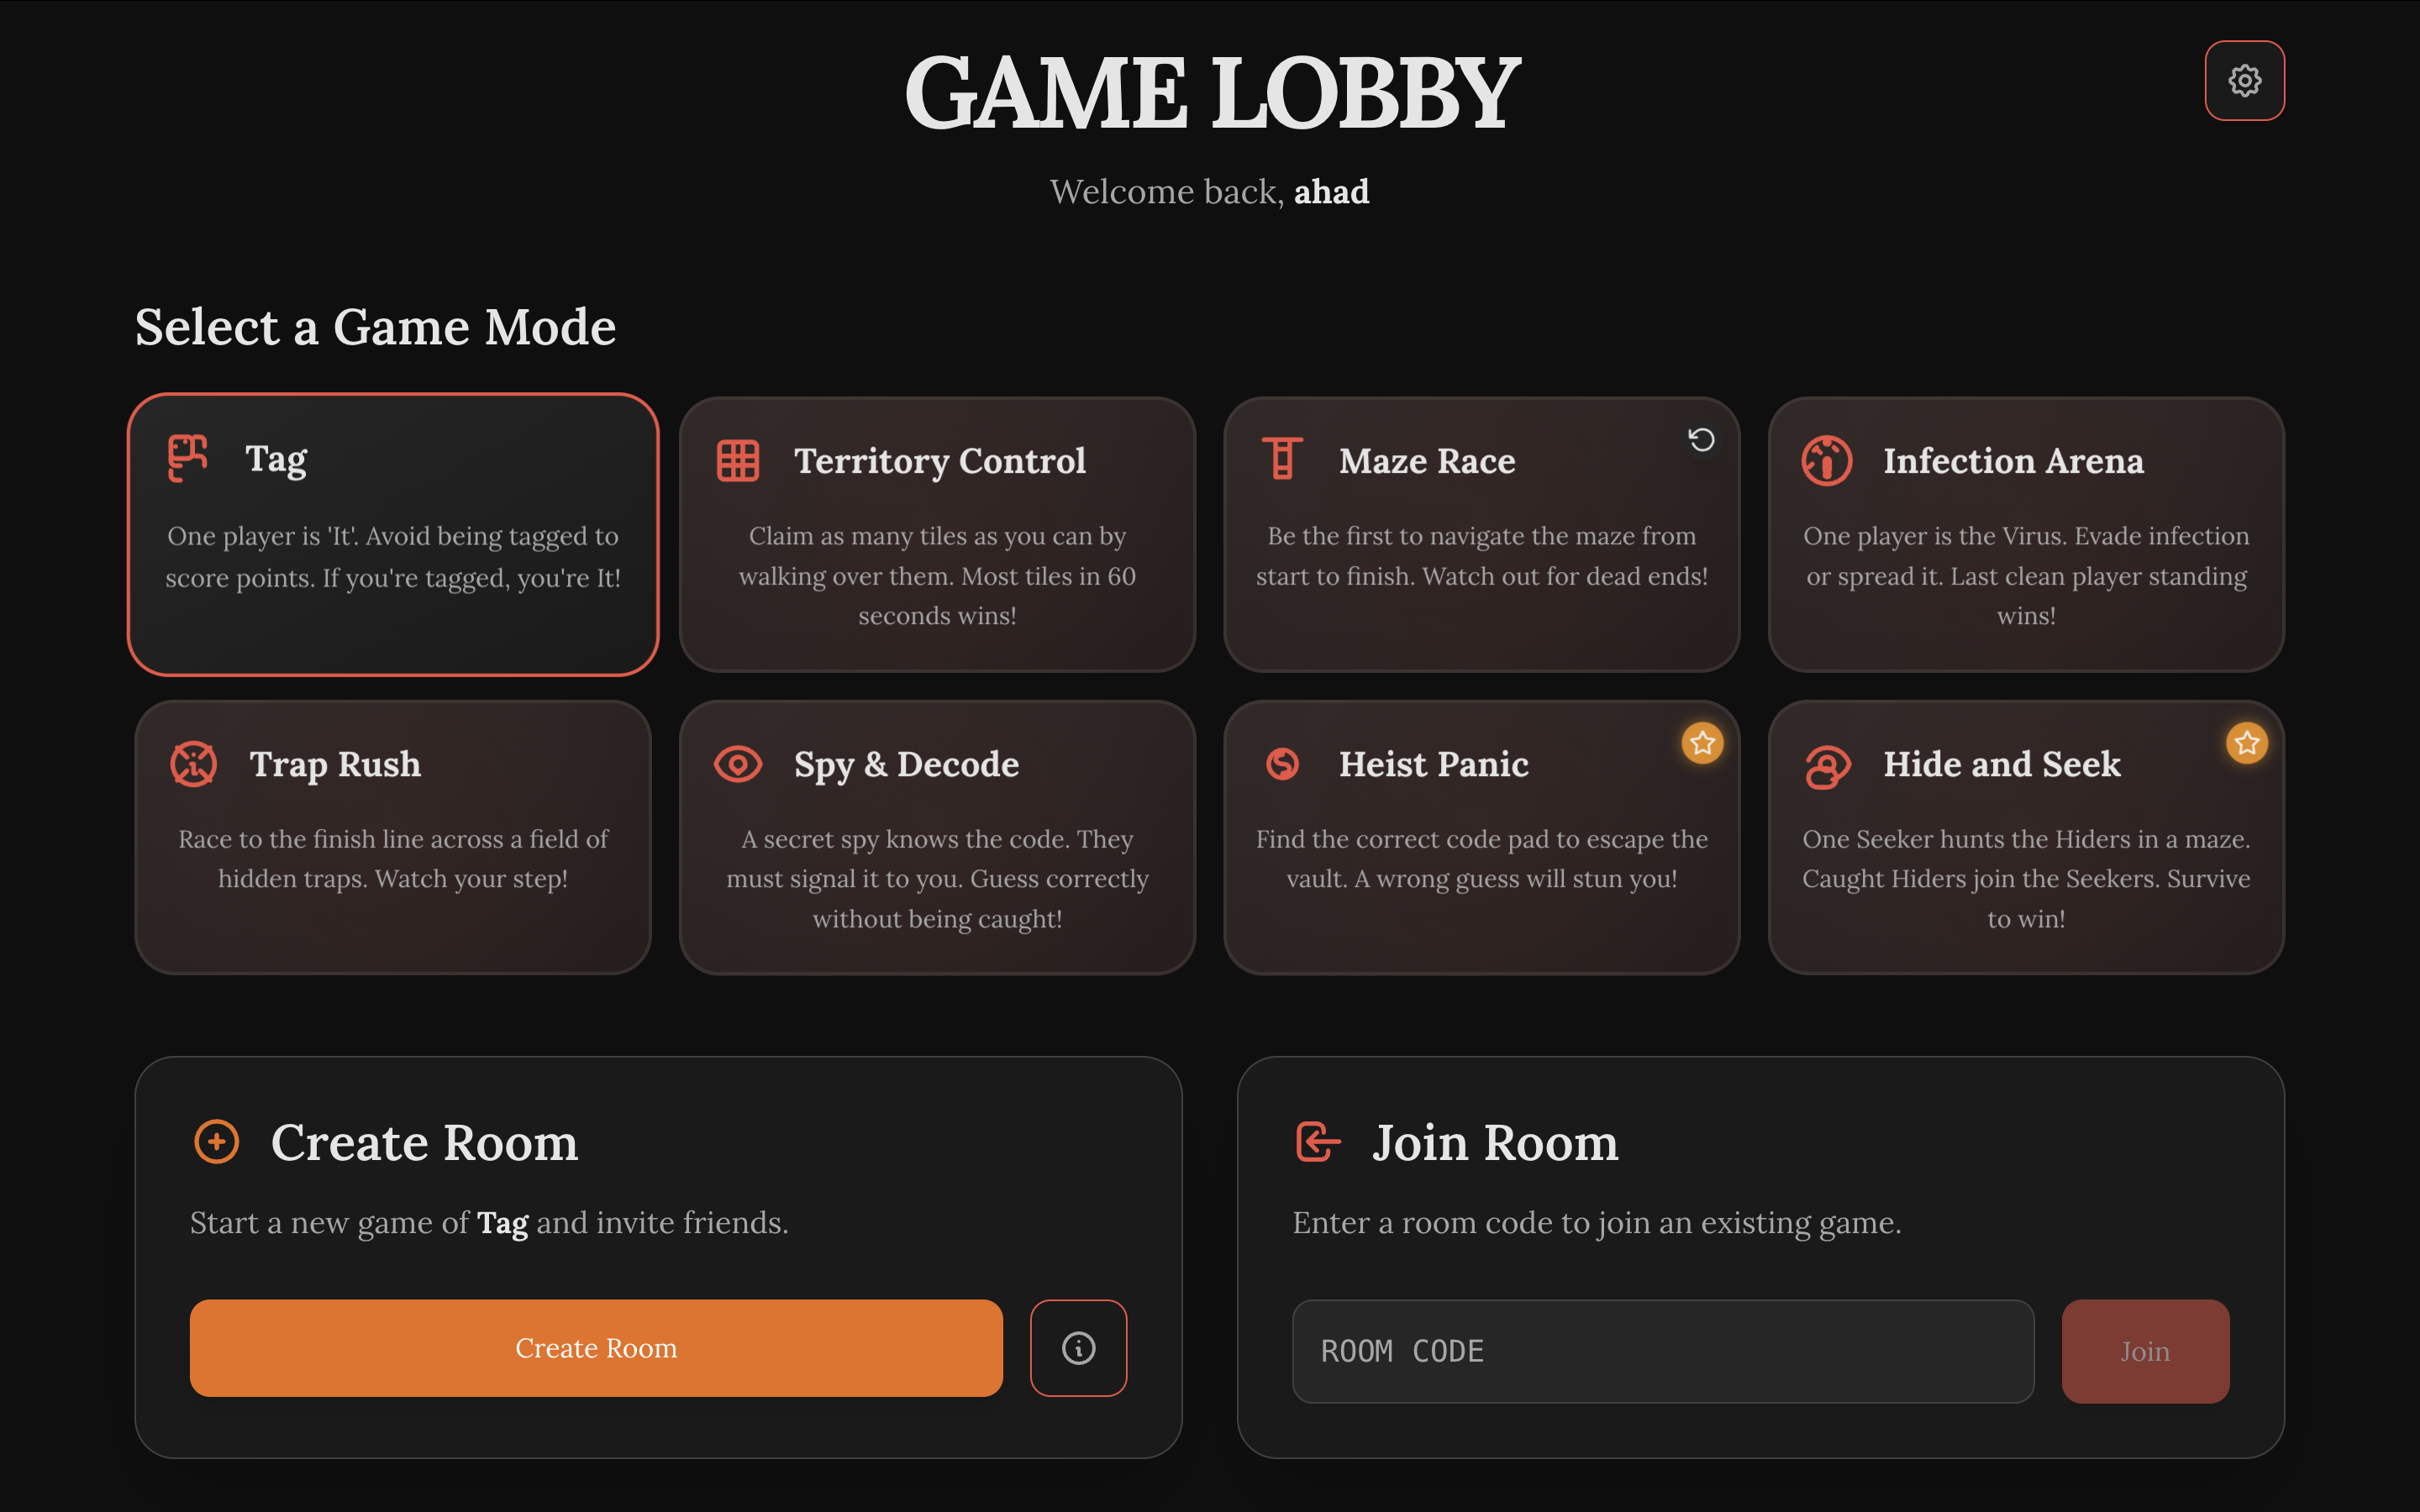 GAME LOBBY
Welcome back, ahad
Select a Game Mode
Tag
One player is 'It'. Avoid being tagged to
score points. If you're tagged, you're It!
Territory Control
Claim as many tiles as you can by
walking over them. Most tiles in 60
seconds wins!
Maze Race
Be the first to navigate the maze from
start to finish. Watch out for dead ends!
Infection Arena
One player is the Virus. Evade infection
or spread it. Last clean player standing
wins!
Trap Rush
Race to the finish line across a field of
hidden traps. Watch your step!
Spy & Decode
A secret spy knows the code. They
must signal it to you. Guess correctly
without being caught!
Heist Panic
Find the correct code pad to escape the
vault. A wrong guess will stun you!
Hide and Seek
One Seeker hunts the Hiders in a maze.
Caught Hiders join the Seekers. Survive
to win!
Create Room
Start a new game of Tag and invite friends.
Create Room
Join Room
Enter a room code to join an existing game.
ROOM CODE
Join